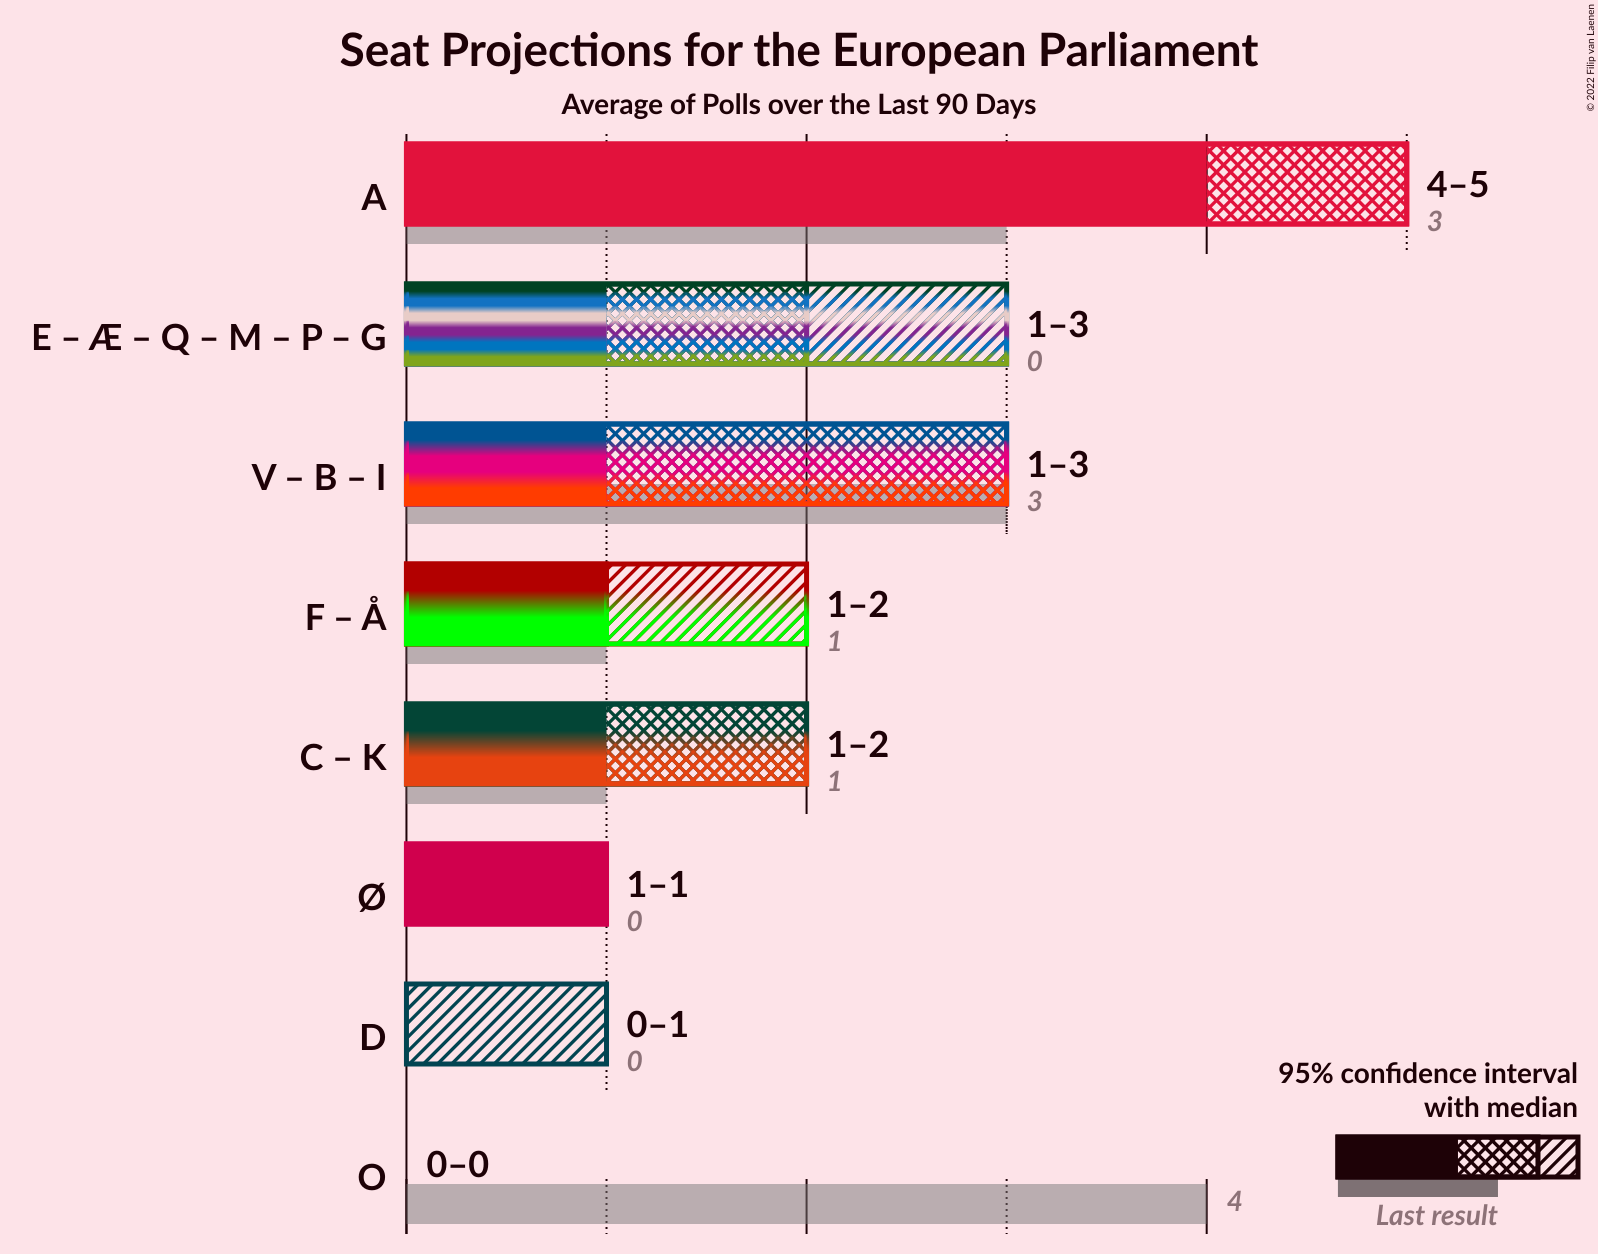 Seat Projections for the European Parliament
Average of Polls over the Last 90 Days
© 2022 Filip van Laenen
A
4–5
3
E – Æ – Q – M – P – G
1–3
0
V – B – I
1–3
3
F – Å
1–2
1
C – K
1–2
1
Ø
1–1
0
D
0–1
0
O
0–0
4
95% confidence interval
with median
Last result